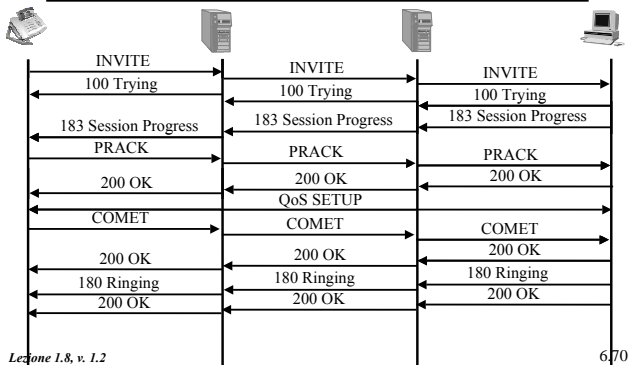 INVITE INVITE INVITE
100 Trying 100 Trying 100 Trying
183 Session Progress 183 Session Progress 183 Session Progress
PRACK PRACK PRACK
200 OK 200 OK 200 OK
QoS SETUP
COMET COMET COMET
200 OK 200 OK 200 OK
180 Ringing 180 Ringing 180 Ringing
200 OK 200 OK 200 OK
Lezione 1.8, v. 1.2 6.70